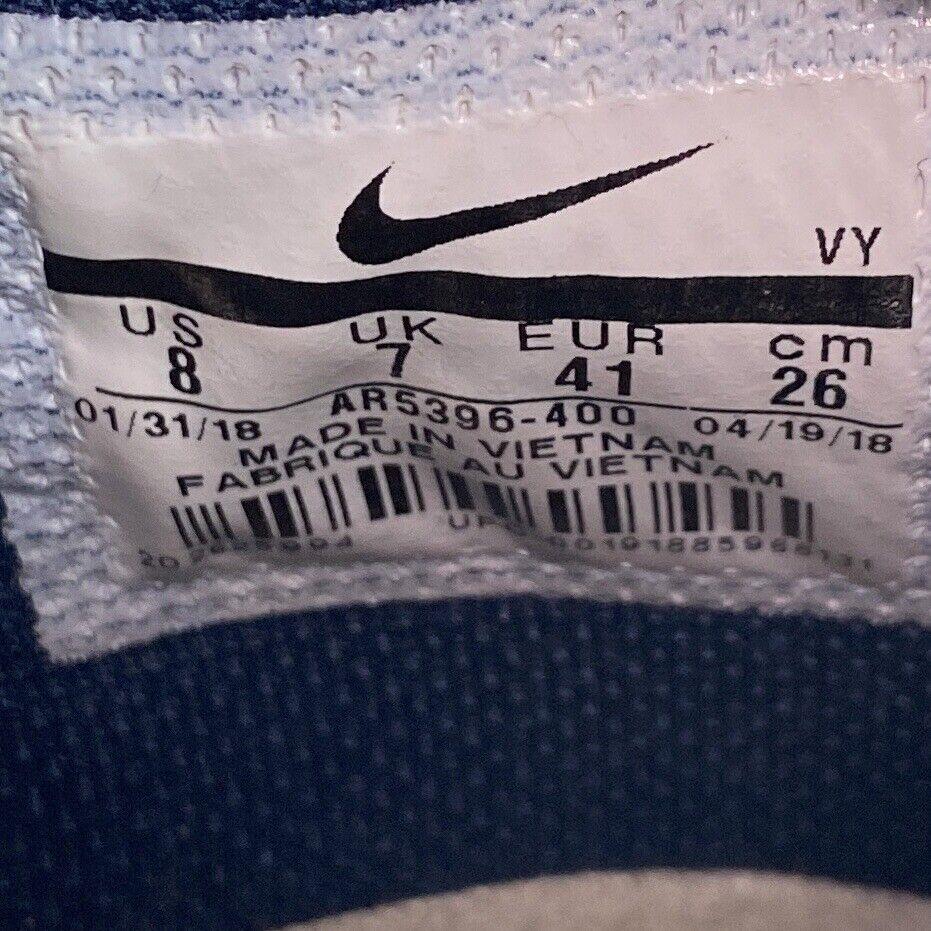 VY
US UK EUR cm
8 7 41 26
01/31/18 AR5396-400 04/19/18
MADE IN VIETNAM
FABRIQUE AU VIETNAM